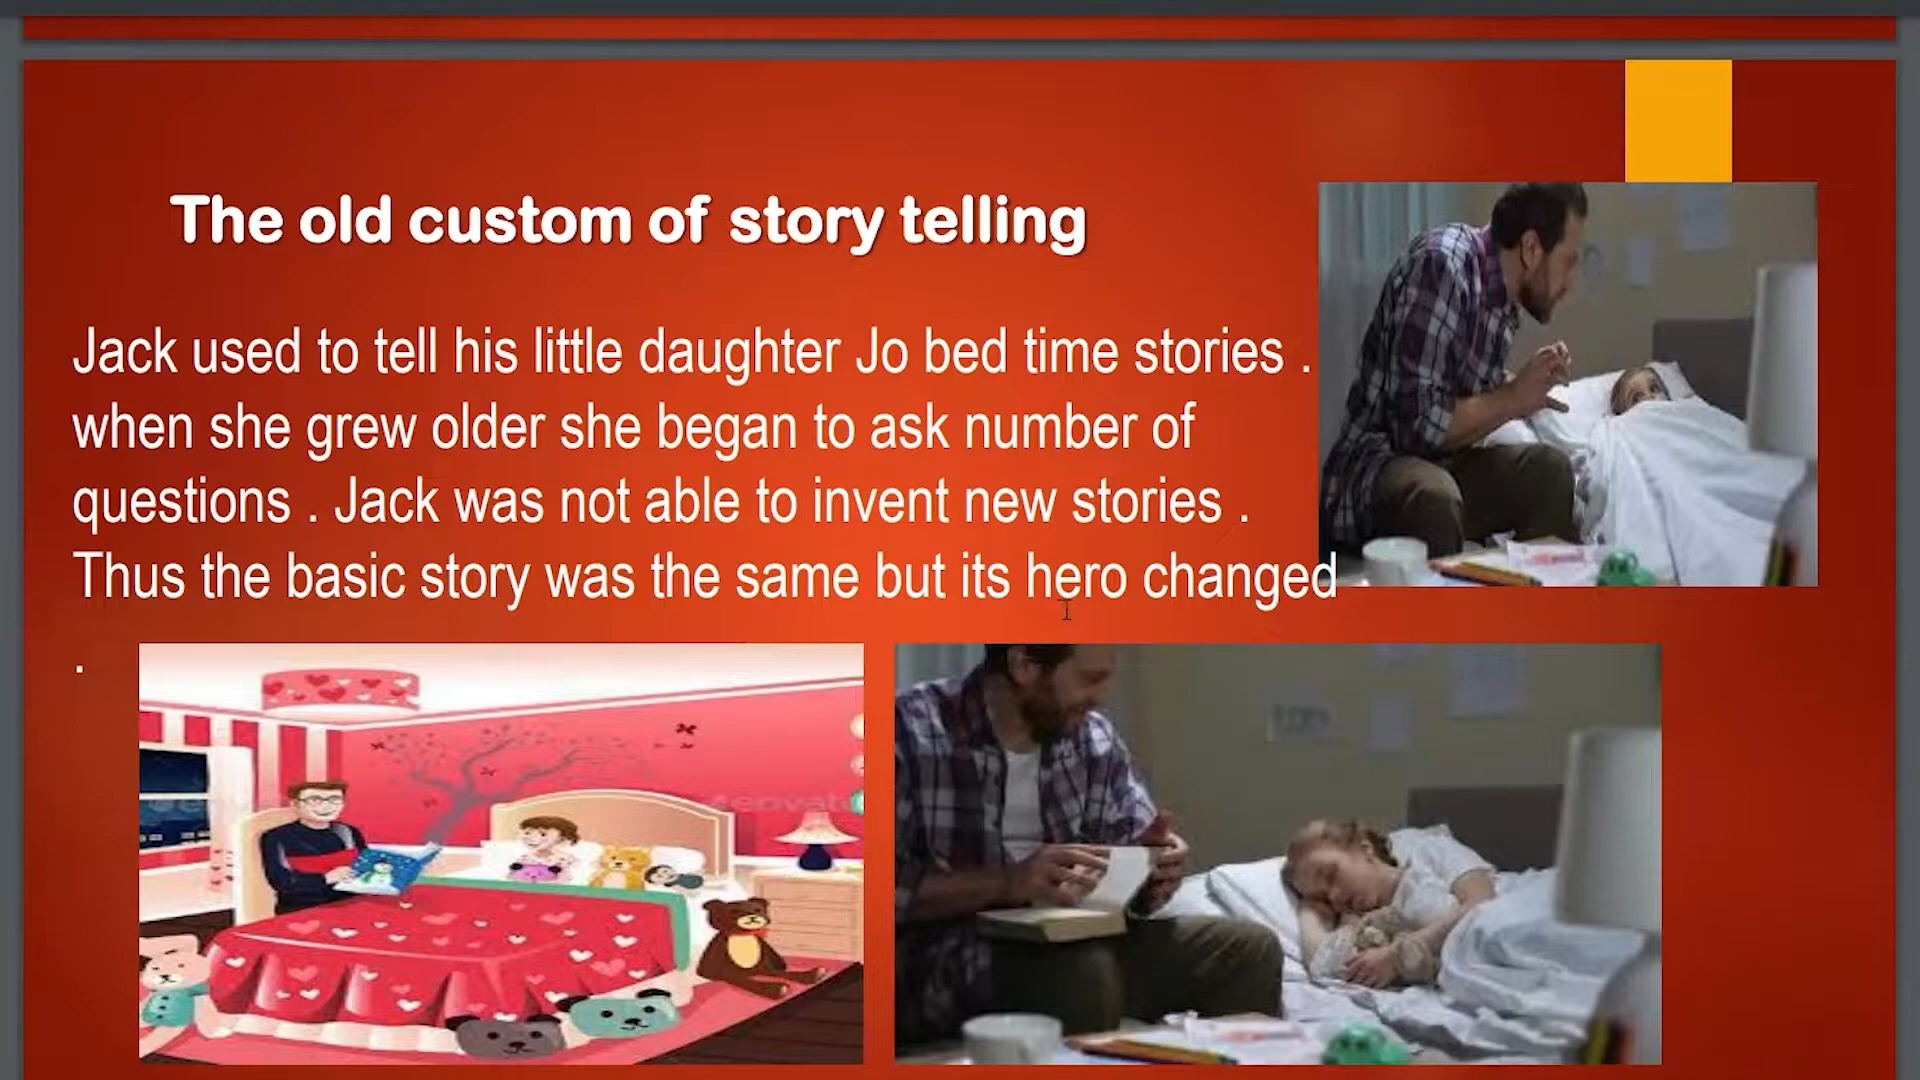 The old custom of story telling
Jack used to tell his little daughter Jo bed time stories .
when she grew older she began to ask number of
questions . Jack was not able to invent new stories .
Thus the basic story was the same but its hero changed
.